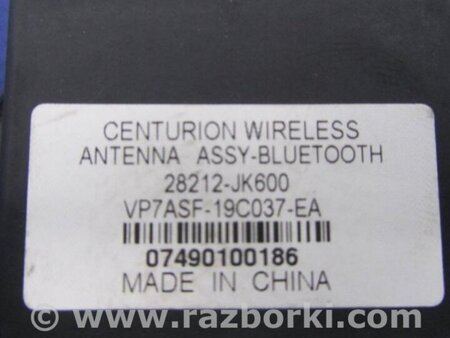 CENTURION WIRELESS
ANTENNA ASSY-BLUETOOTH
28212-JK600
VP7ASF-19C037-EA
07490100186
MADE IN CHINA
© www.razborki.com